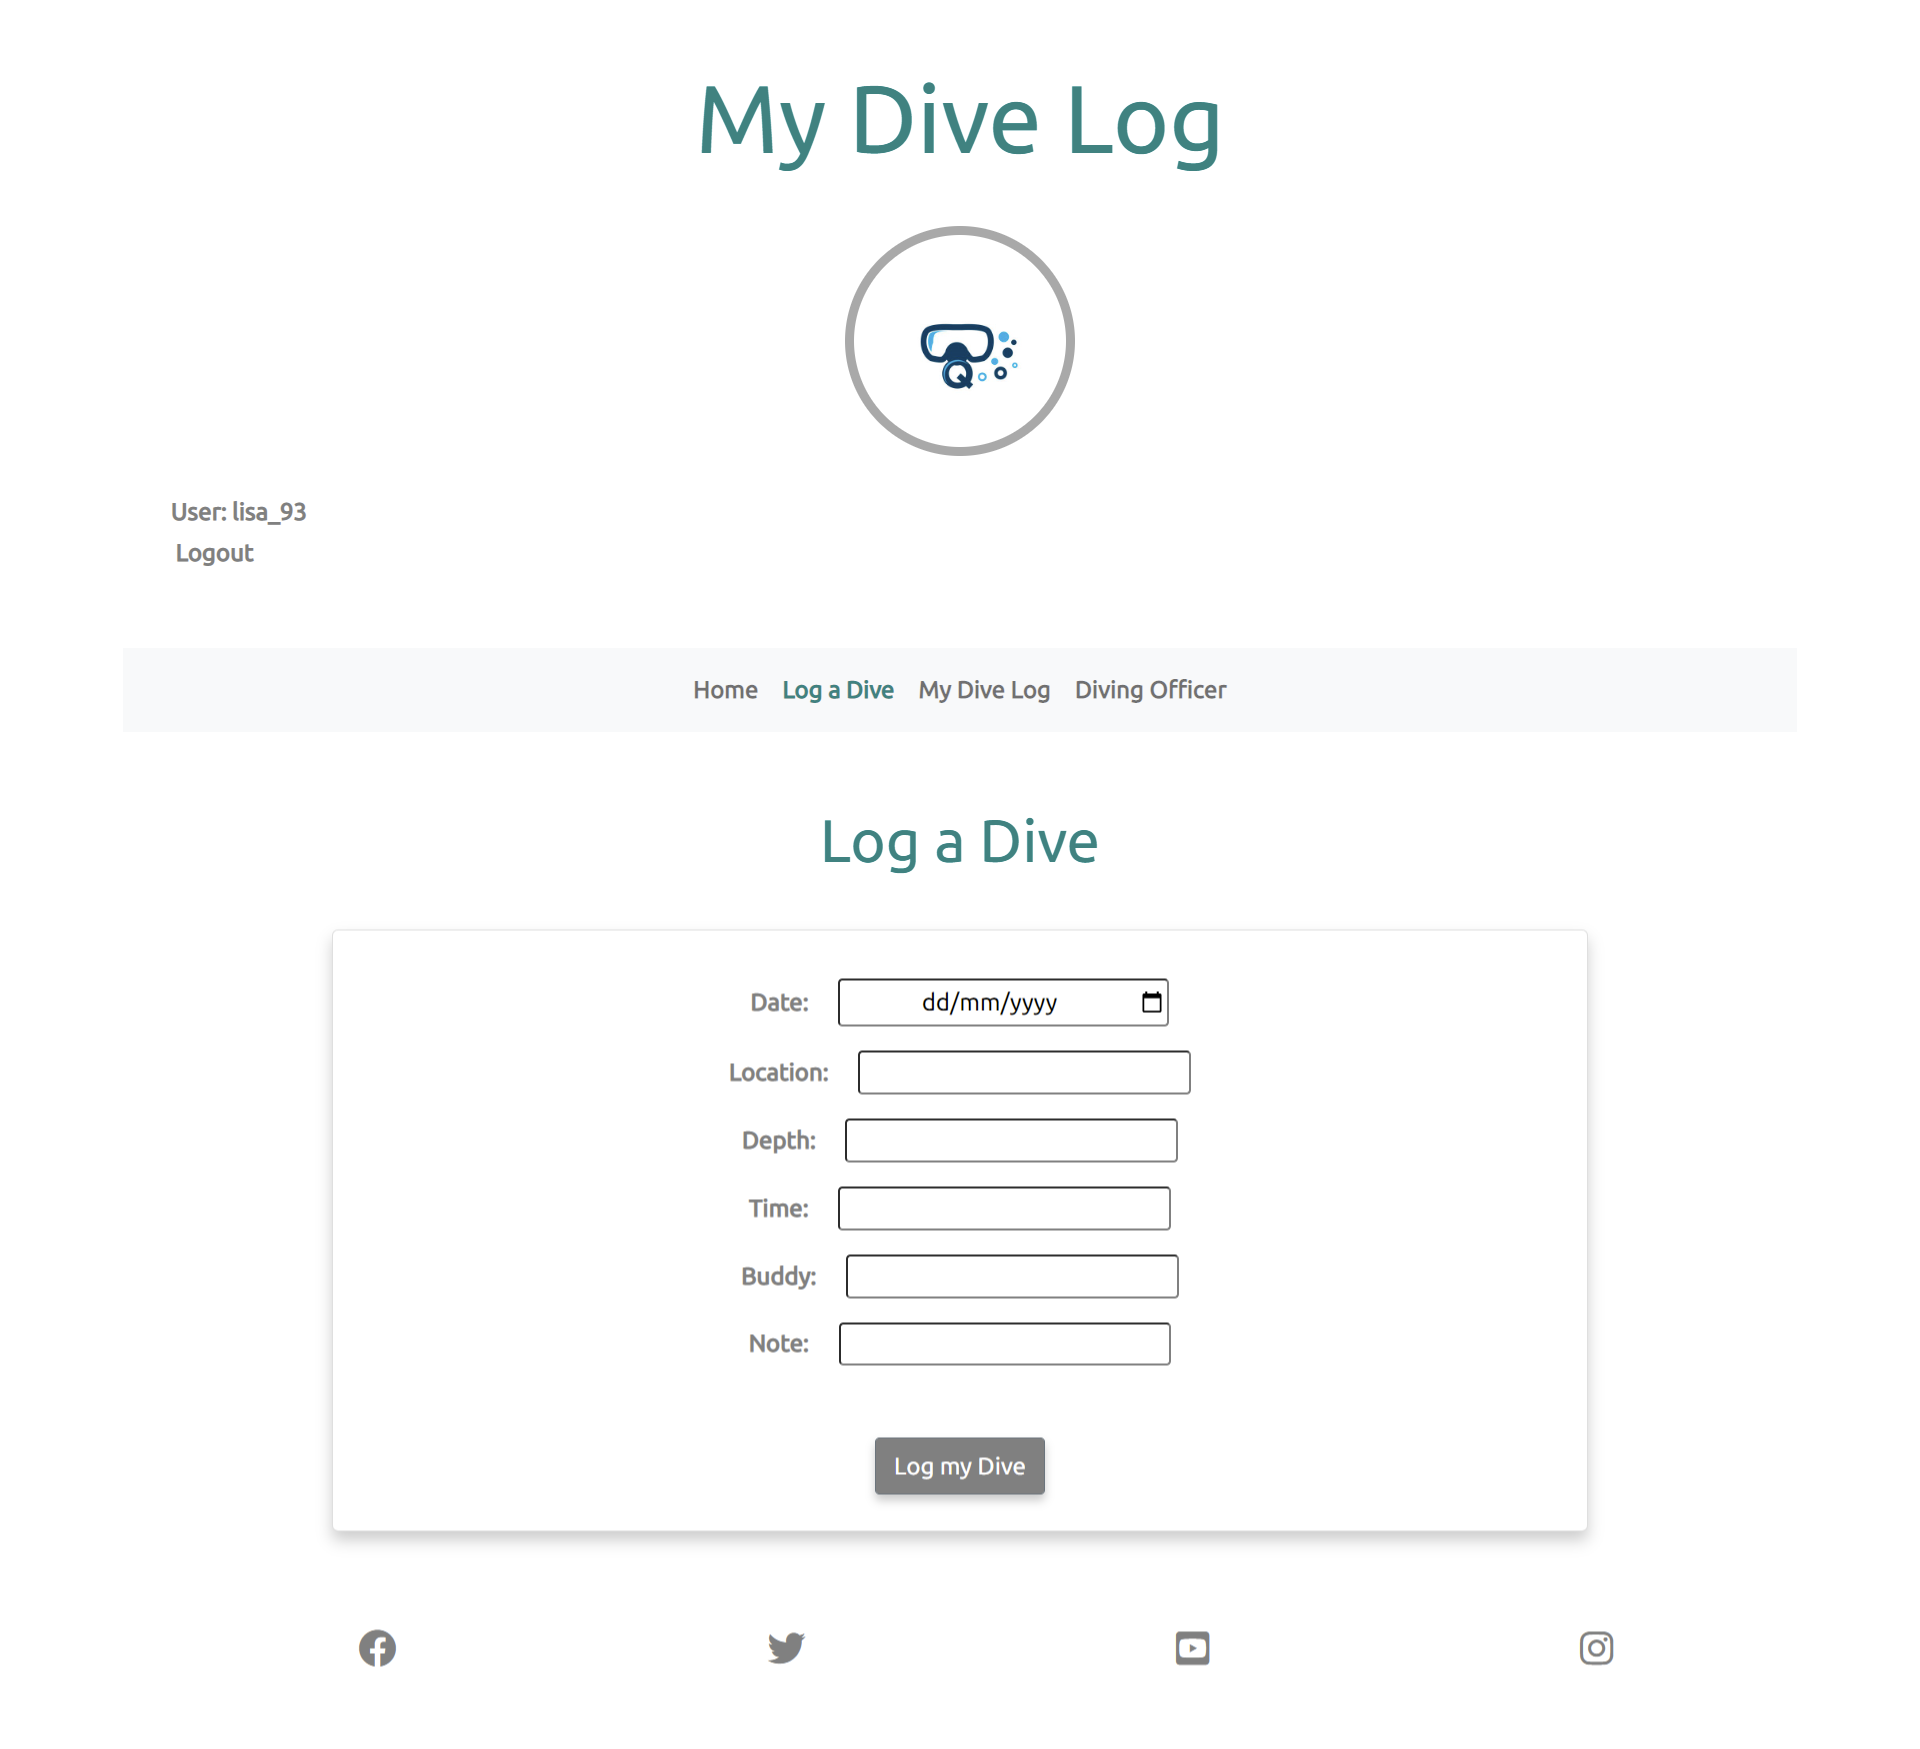 My Dive Log
User: lisa_93
Logout
Home Log a Dive My Dive Log Diving Officer
Log a Dive
Date: dd/mm/yyyy
Location:
Depth:
Time:
Buddy:
Note:
Log my Dive